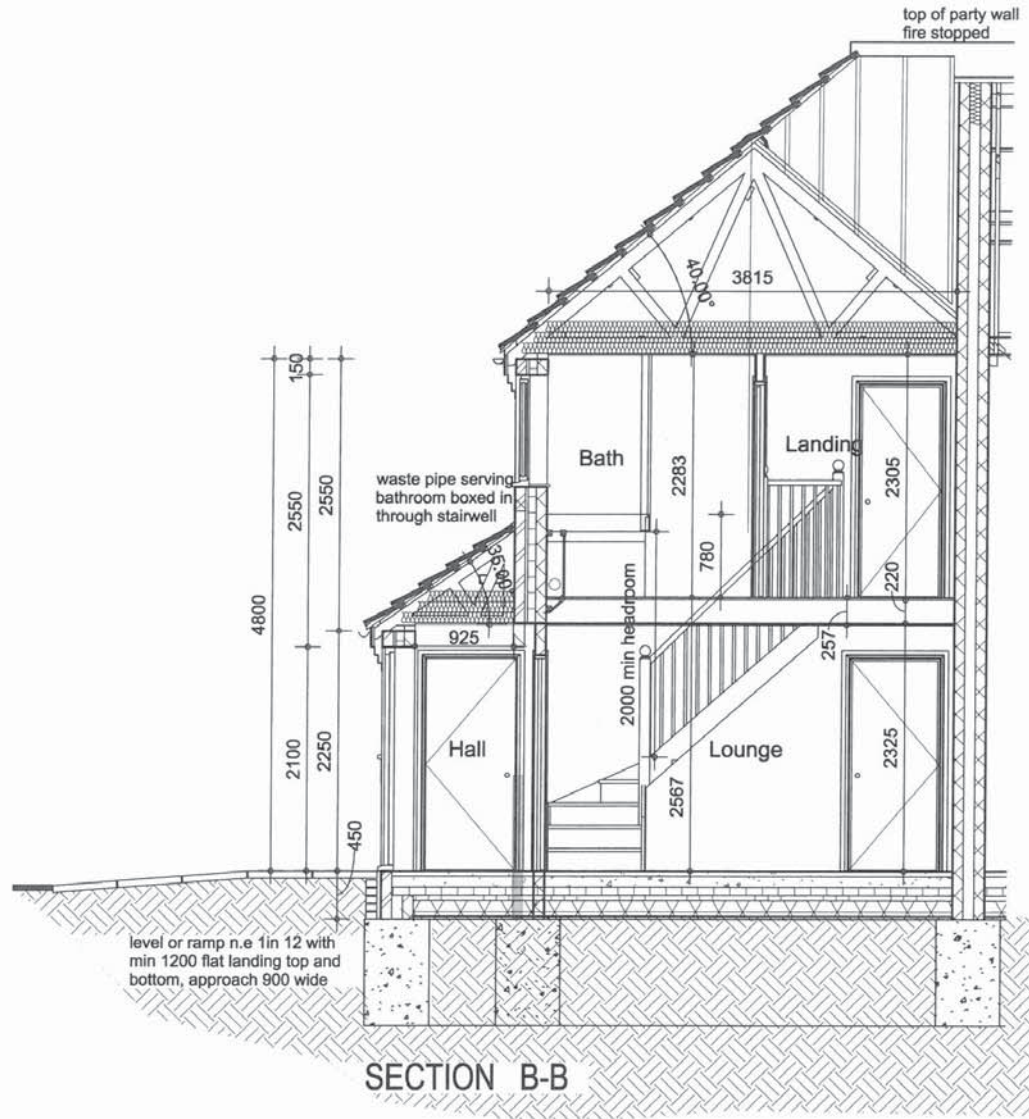 top of party wall
fire stopped
40.00°
3815
150
Bath
Landing
2283
2305
waste pipe serving
bathroom boxed in
through stairwell
2550
2550
780
35.00°
220
4800
925
2000 min headroom
257
2100
2250
Hall
Lounge
2325
2567
450
level or ramp n.e 1in 12 with
min 1200 flat landing top and
bottom, approach 900 wide
SECTION B-B